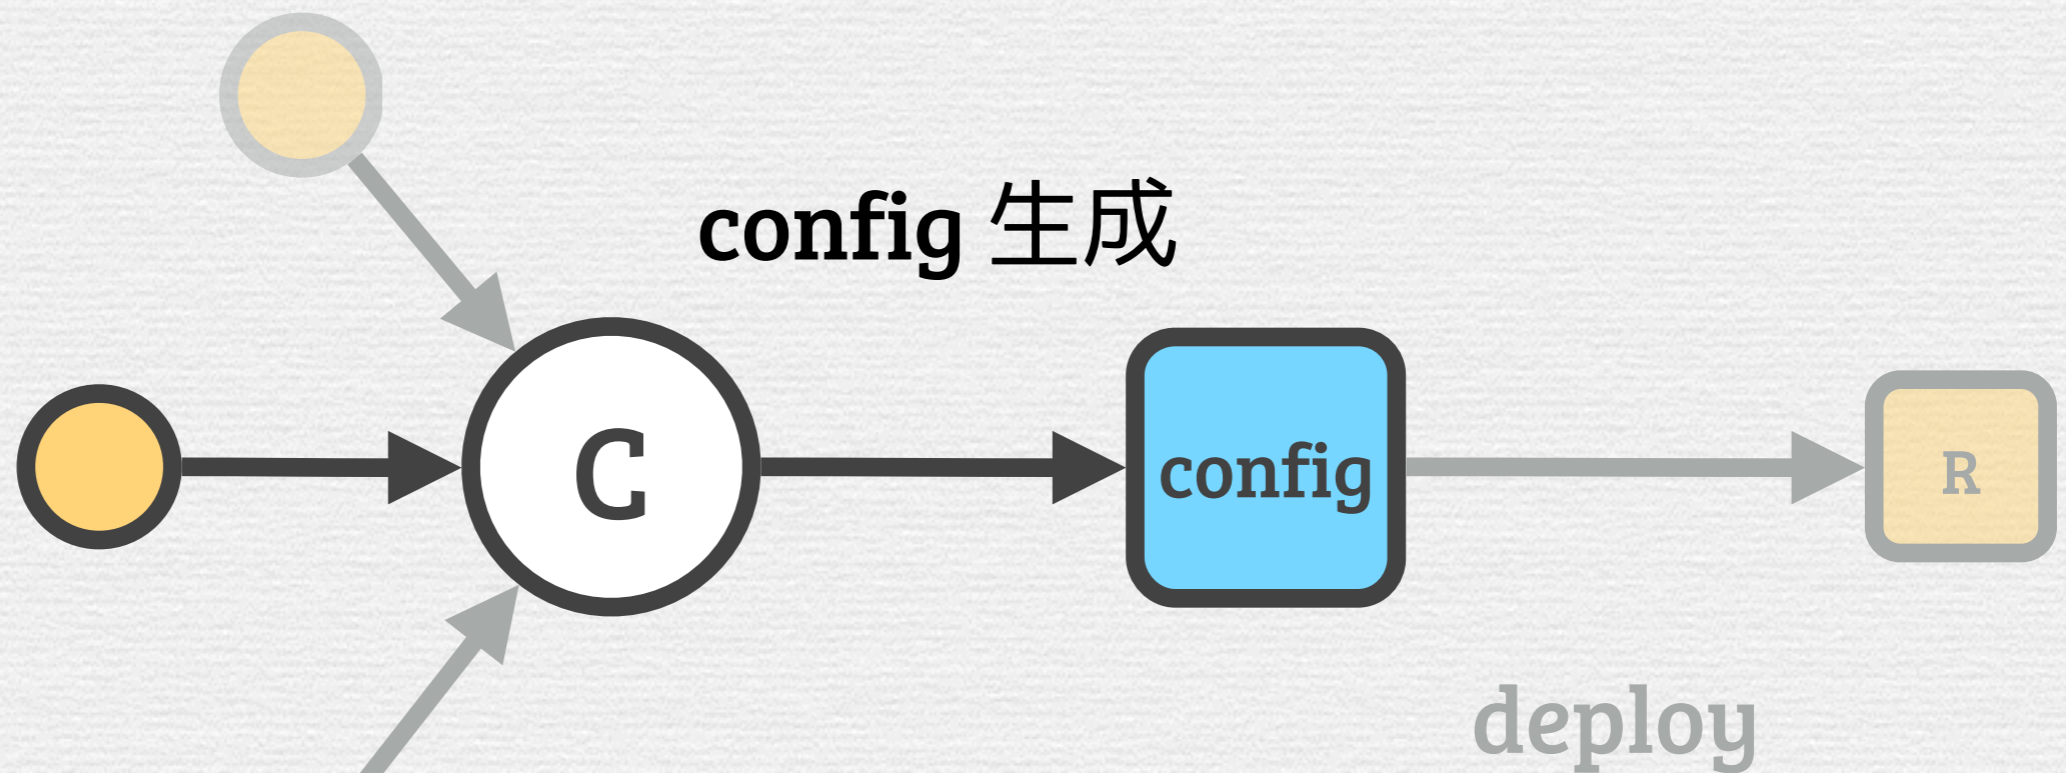 config 生成
C
config
R
deploy